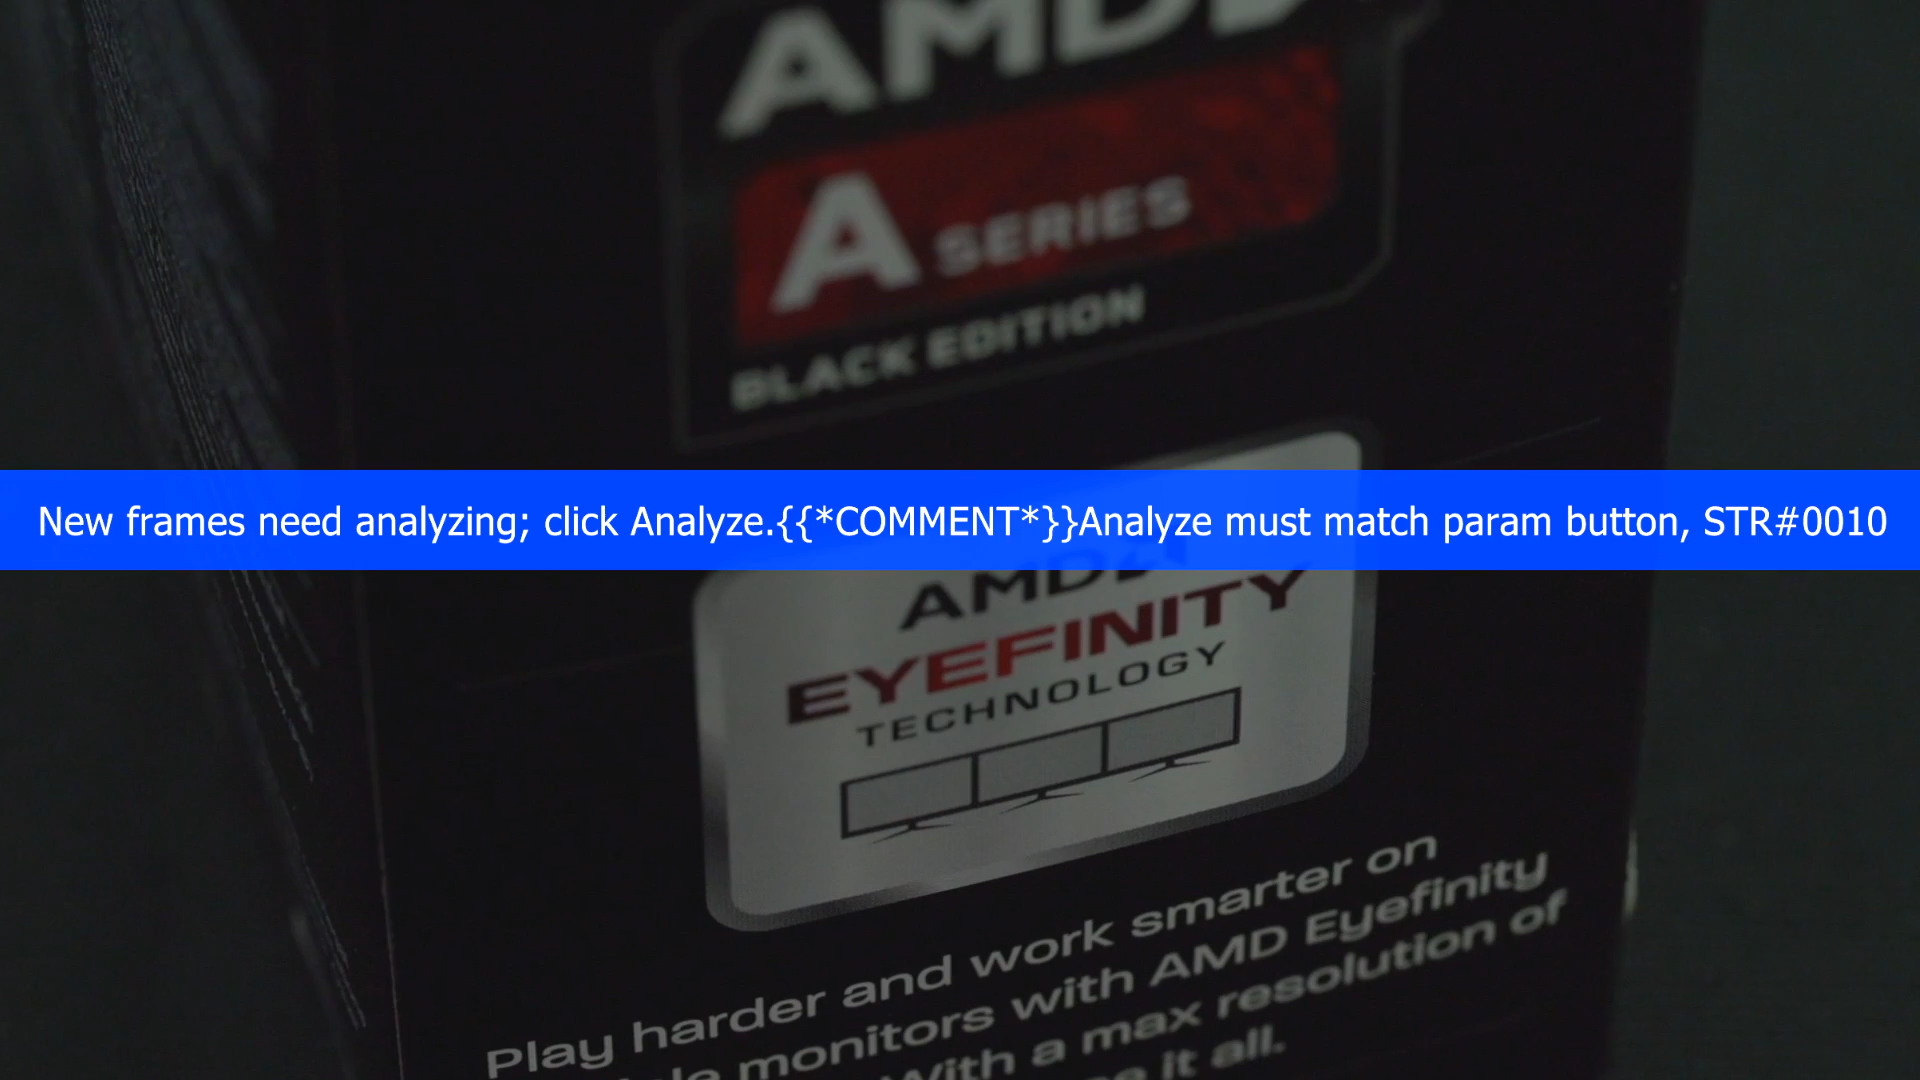 AMD
A SERIES
BLACK EDITION
New frames need analyzing; click Analyze.{{*COMMENT*}}Analyze must match param button, STR#0010
AMD
EYEFINITY
TECHNOLOGY
Play harder and work smarter on
monitors with AMD Eyefinity
With a max resolution of
it all.